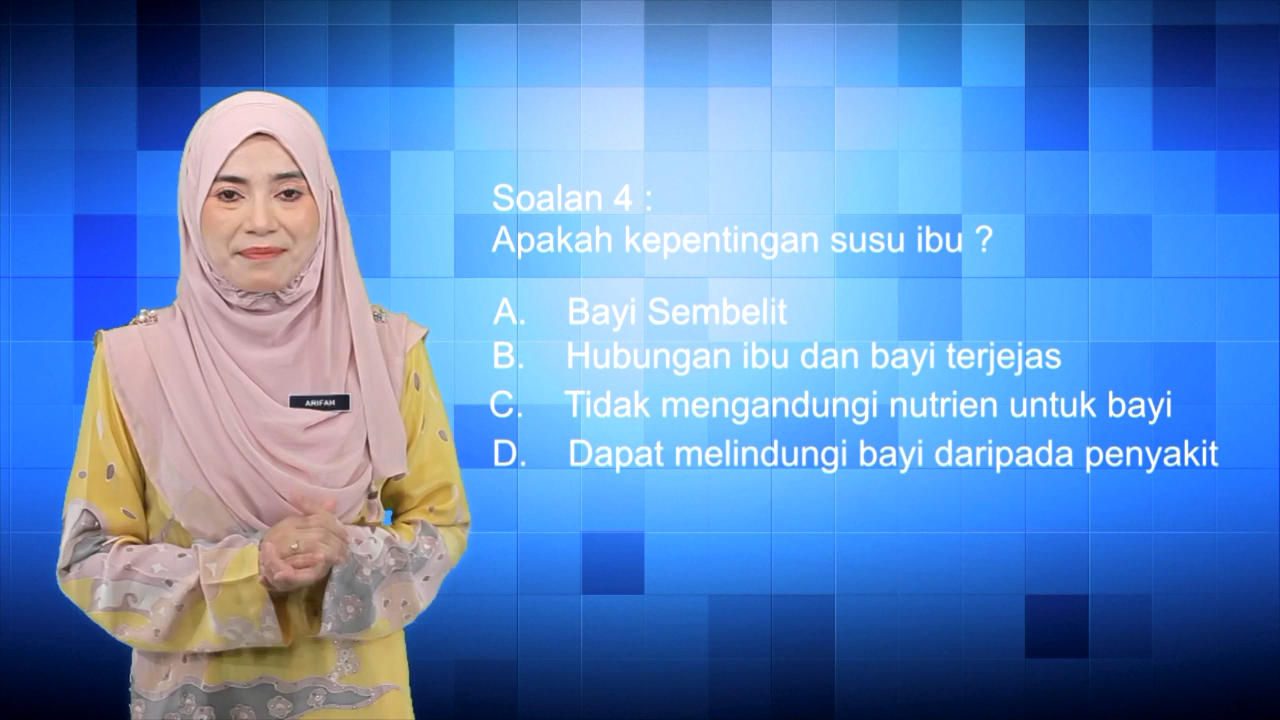 Soalan 4 :
Apakah kepentingan susu ibu ?
A. Bayi Sembelit
B. Hubungan ibu dan bayi terjejas
C. Tidak mengandungi nutrien untuk bayi
D. Dapat melindungi bayi daripada penyakit
ARIFAH